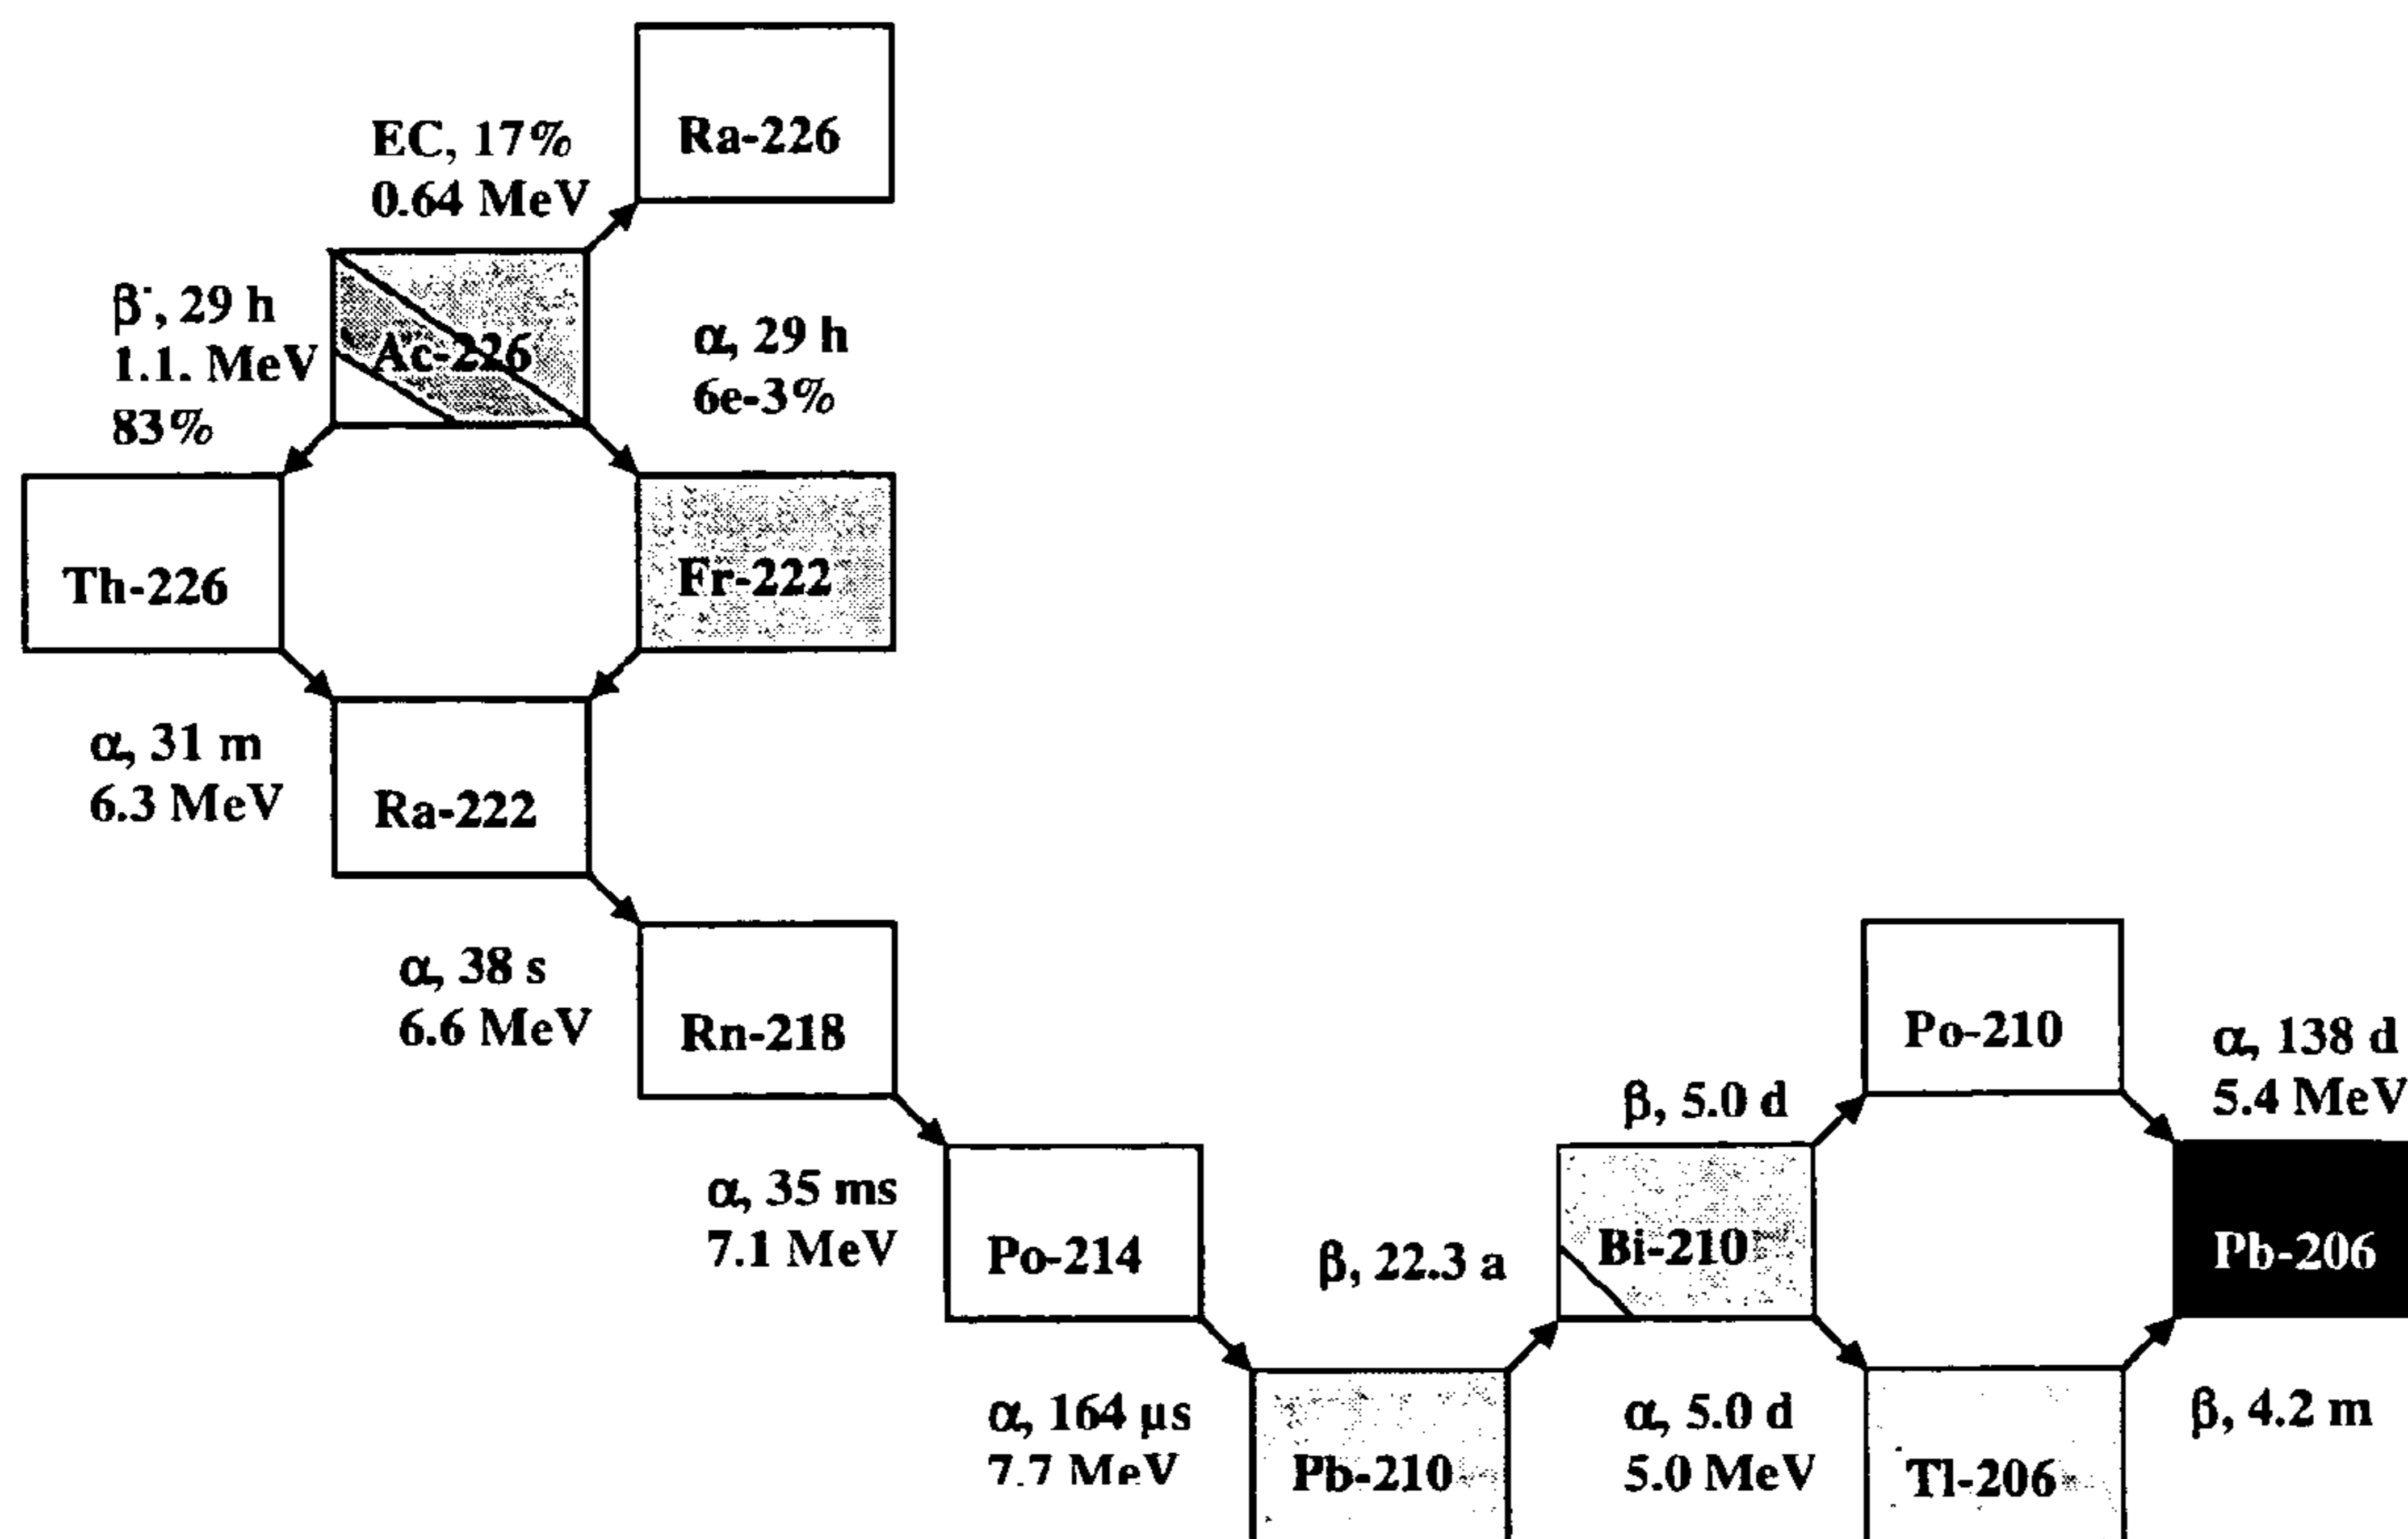 Ra-226
EC, 17%
0.64 MeV
Ac-226
β-, 29 h
1.1. MeV
83%
α, 29 h
6e-3%
Th-226
Fr-222
α, 31 m
6.3 MeV
Ra-222
α, 38 s
6.6 MeV
Rn-218
α, 35 ms
7.1 MeV
Po-214
α, 164 µs
7.7 MeV
Pb-210
β, 22.3 a
Bi-210
β, 5.0 d
Po-210
α, 138 d
5.4 MeV
Pb-206
α, 5.0 d
5.0 MeV
Tl-206
β, 4.2 m